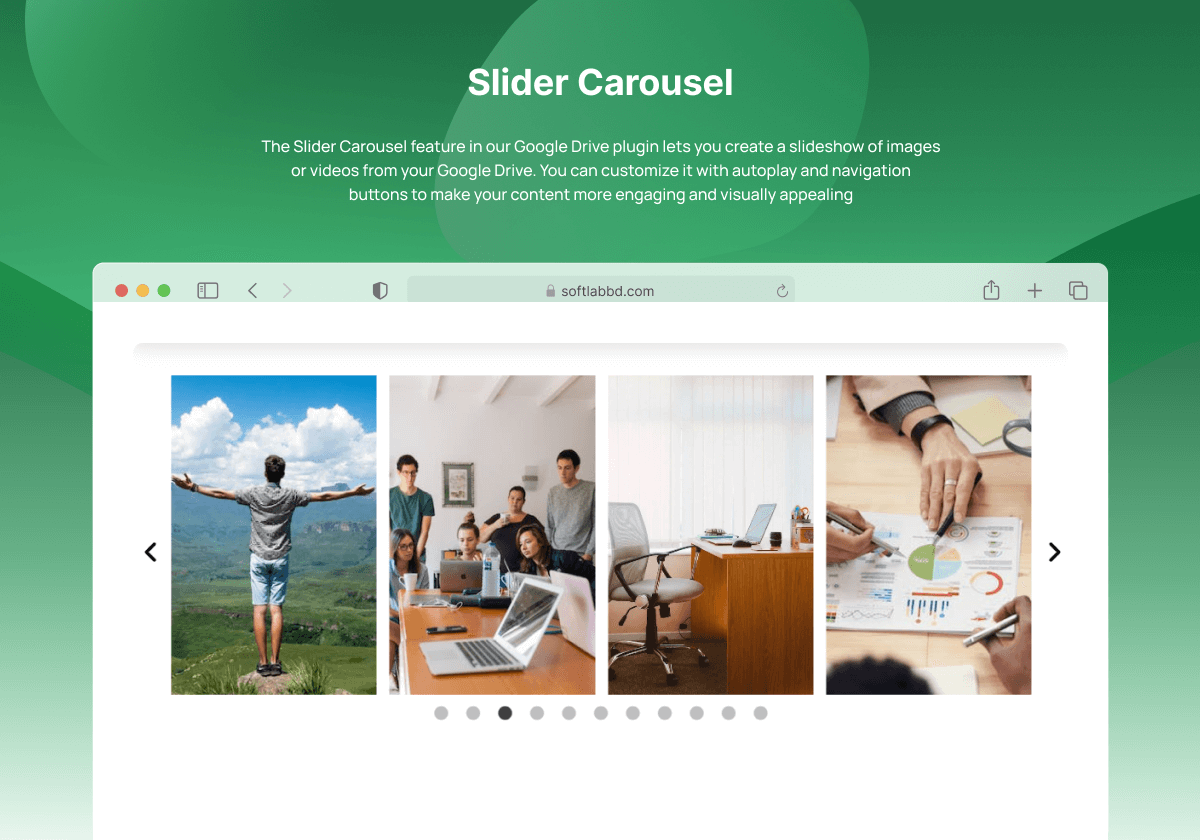 Slider Carousel
The Slider Carousel feature in our Google Drive plugin lets you create a slideshow of images
or videos from your Google Drive. You can customize it with autoplay and navigation
buttons to make your content more engaging and visually appealing
softlabbd.com